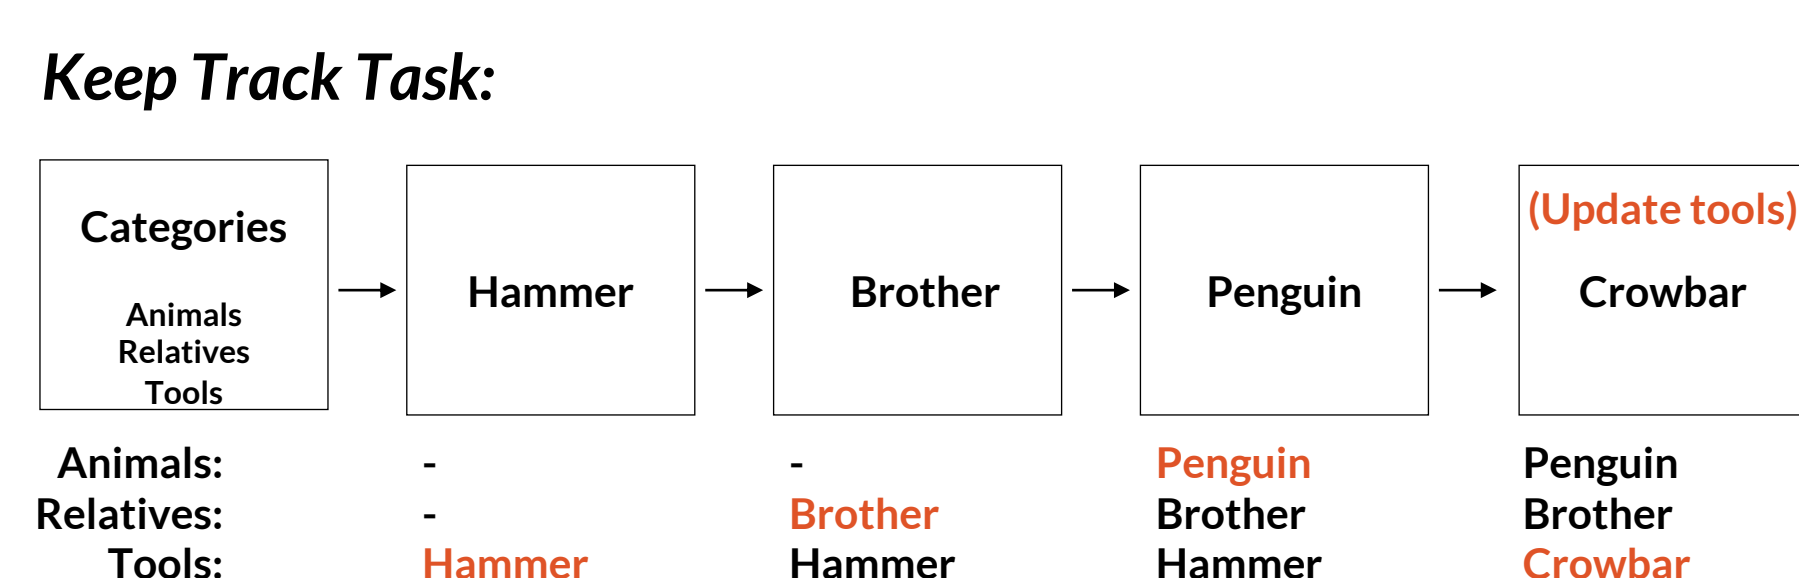 Keep Track Task:
Categories
Animals
Relatives
Tools
Hammer
Brother
Penguin
(Update tools)
Crowbar
Animals: - - Penguin Penguin
Relatives: - Brother Brother Brother
Tools: Hammer Hammer Hammer Crowbar